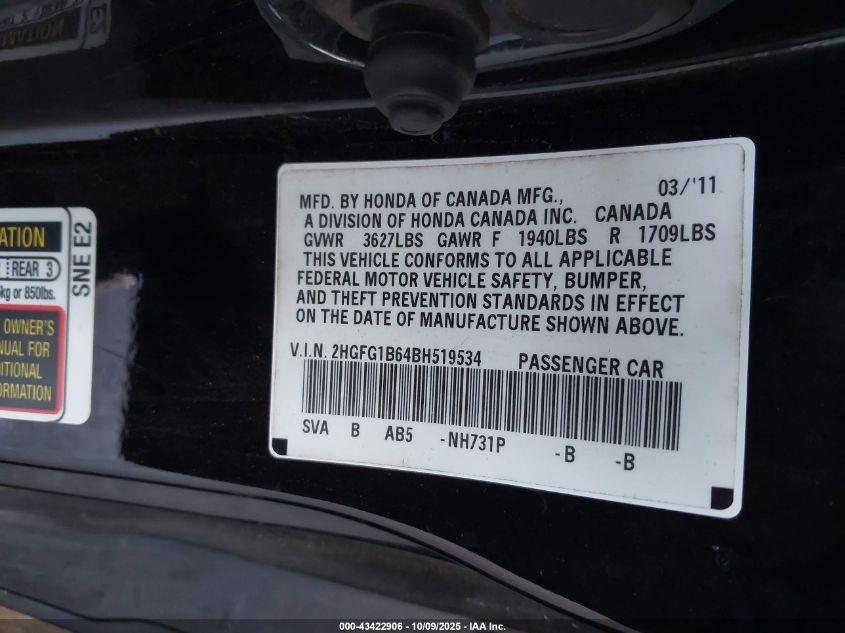 MFD. BY HONDA OF CANADA MFG., 03/'11
A DIVISION OF HONDA CANADA INC. CANADA
GVWR 3627LBS GAWR F 1940LBS R 1709LBS
THIS VEHICLE CONFORMS TO ALL APPLICABLE
FEDERAL MOTOR VEHICLE SAFETY, BUMPER,
AND THEFT PREVENTION STANDARDS IN EFFECT
ON THE DATE OF MANUFACTURE SHOWN ABOVE.
V.I.N. 2HGFG1B64BH519534 PASSENGER CAR
SVA B AB5 -NH731P -B -B
ATION
REAR 3
kg or 850lbs.
OWNER'S
NUAL FOR
DITIONAL
ORMATION
SNE E2
000-43422906 - 10/09/2025 - IAA Inc.